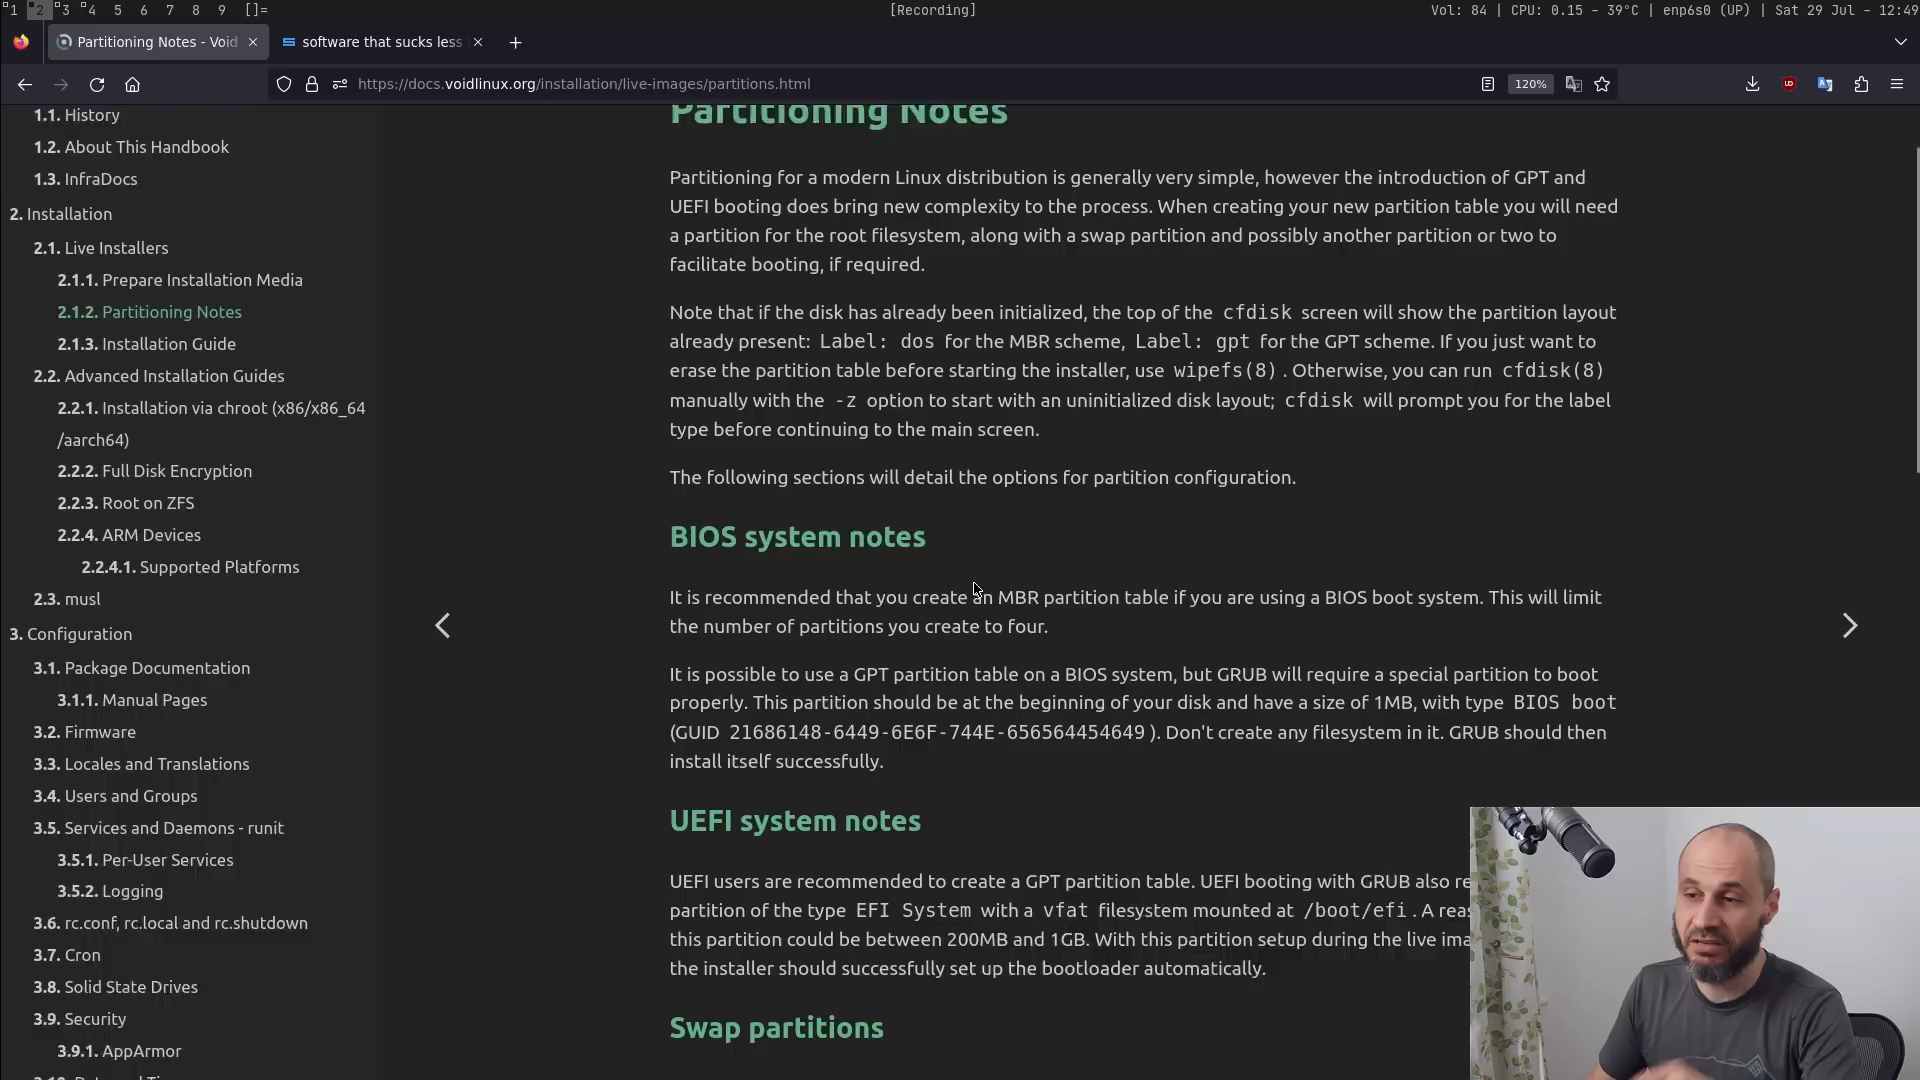 1 2 3 4 5 6 7 8 9 []=
[Recording]
Vol: 84 | CPU: 0.15 - 39°C | enp6s0 (UP) | Sat 29 Jul - 12:49
Partitioning Notes - Void
software that sucks less
https://docs.voidlinux.org/installation/live-images/partitions.html
120%
1.1. History
1.2. About This Handbook
1.3. InfraDocs
2. Installation
2.1. Live Installers
2.1.1. Prepare Installation Media
2.1.2. Partitioning Notes
2.1.3. Installation Guide
2.2. Advanced Installation Guides
2.2.1. Installation via chroot (x86/x86_64
/aarch64)
2.2.2. Full Disk Encryption
2.2.3. Root on ZFS
2.2.4. ARM Devices
2.2.4.1. Supported Platforms
2.3. musl
3. Configuration
3.1. Package Documentation
3.1.1. Manual Pages
3.2. Firmware
3.3. Locales and Translations
3.4. Users and Groups
3.5. Services and Daemons - runit
3.5.1. Per-User Services
3.5.2. Logging
3.6. rc.conf, rc.local and rc.shutdown
3.7. Cron
3.8. Solid State Drives
3.9. Security
3.9.1. AppArmor
Partitioning Notes
Partitioning for a modern Linux distribution is generally very simple, however the introduction of GPT and
UEFI booting does bring new complexity to the process. When creating your new partition table you will need
a partition for the root filesystem, along with a swap partition and possibly another partition or two to
facilitate booting, if required.
Note that if the disk has already been initialized, the top of the cfdisk screen will show the partition layout
already present: Label: dos for the MBR scheme, Label: gpt for the GPT scheme. If you just want to
erase the partition table before starting the installer, use wipefs(8). Otherwise, you can run cfdisk(8)
manually with the -z option to start with an uninitialized disk layout; cfdisk will prompt you for the label
type before continuing to the main screen.
The following sections will detail the options for partition configuration.
BIOS system notes
It is recommended that you create an MBR partition table if you are using a BIOS boot system. This will limit
the number of partitions you create to four.
It is possible to use a GPT partition table on a BIOS system, but GRUB will require a special partition to boot
properly. This partition should be at the beginning of your disk and have a size of 1MB, with type BIOS boot
(GUID 21686148-6449-6E6F-744E-656564454649). Don't create any filesystem in it. GRUB should then
install itself successfully.
UEFI system notes
UEFI users are recommended to create a GPT partition table. UEFI booting with GRUB also re
partition of the type EFI System with a vfat filesystem mounted at /boot/efi. A reas
this partition could be between 200MB and 1GB. With this partition setup during the live ima
the installer should successfully set up the bootloader automatically.
Swap partitions